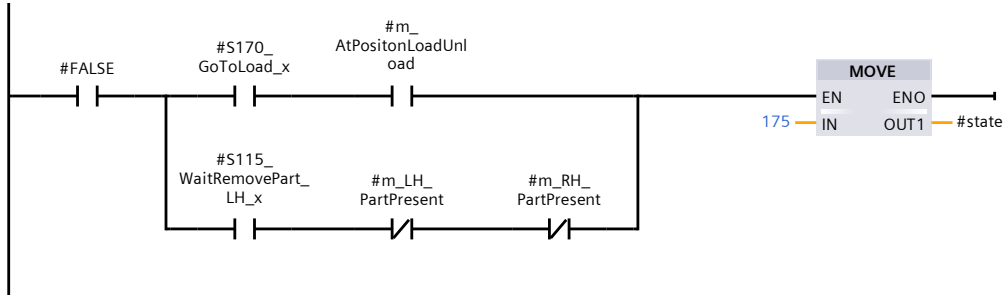 #FALSE
#S170_
GoToLoad_x
#m_
AtPositonLoadUnl
oad
MOVE
EN ENO
175 IN OUT1 #state
#S115_
WaitRemovePart_
LH_x
#m_LH_
PartPresent
#m_RH_
PartPresent